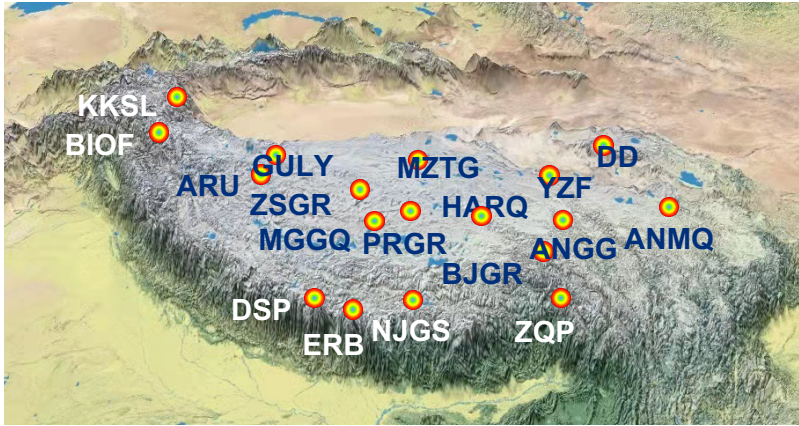 KKSL
BIOF
GULY
ARU
MZTG
DD
YZF
ZSGR
HARQ
MGGQ
PRGR
ANGG
ANMQ
BJGR
DSP
ERB
NJGS
ZQP